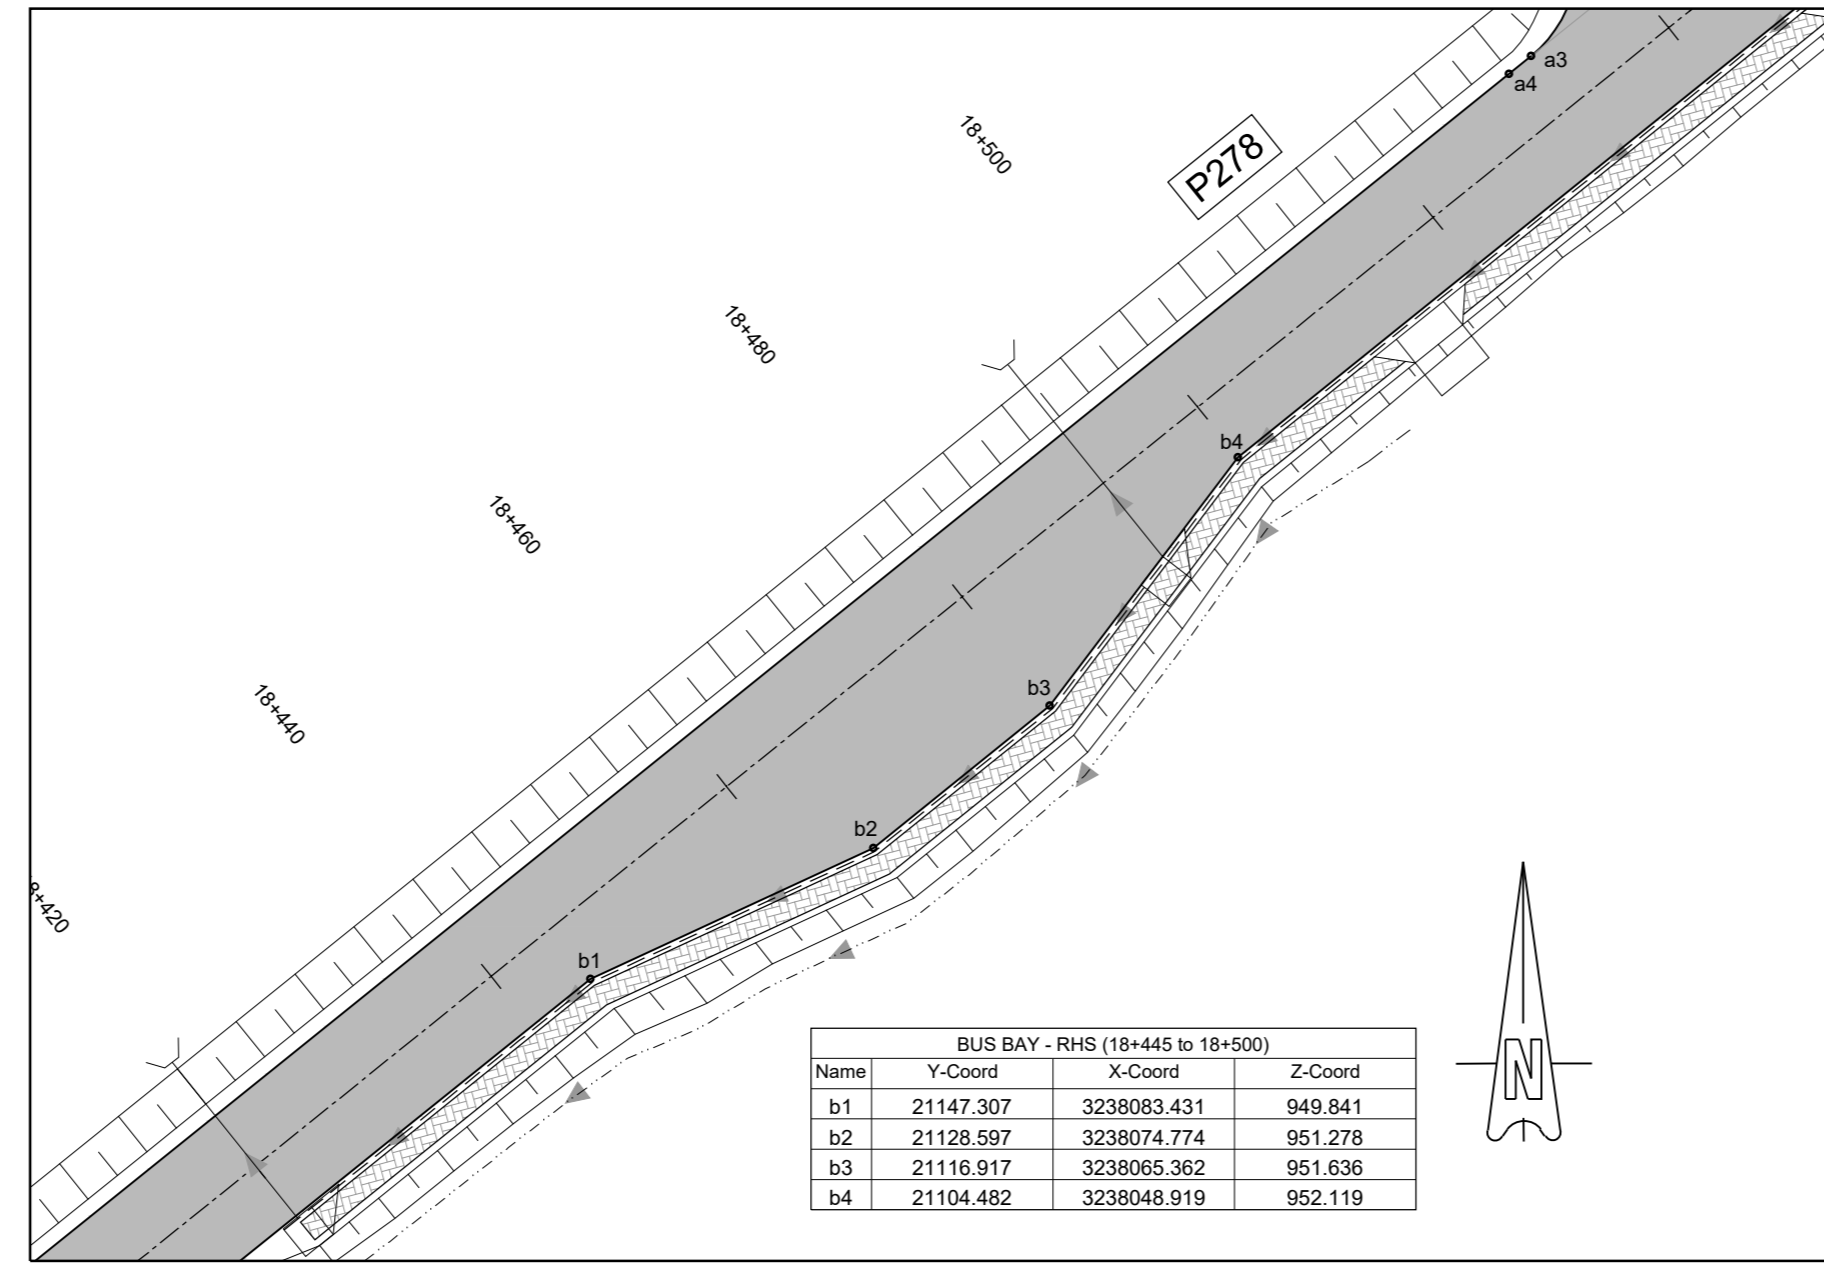 a3
a4
18+500
P278
18+480
b4
18+460
b3
18+440
b2
8+420
b1
BUS BAY - RHS (18+445 to 18+500)
Name Y-Coord X-Coord Z-Coord
b1 21147.307 3238083.431 949.841
b2 21128.597 3238074.774 951.278
b3 21116.917 3238065.362 951.636
b4 21104.482 3238048.919 952.119
N